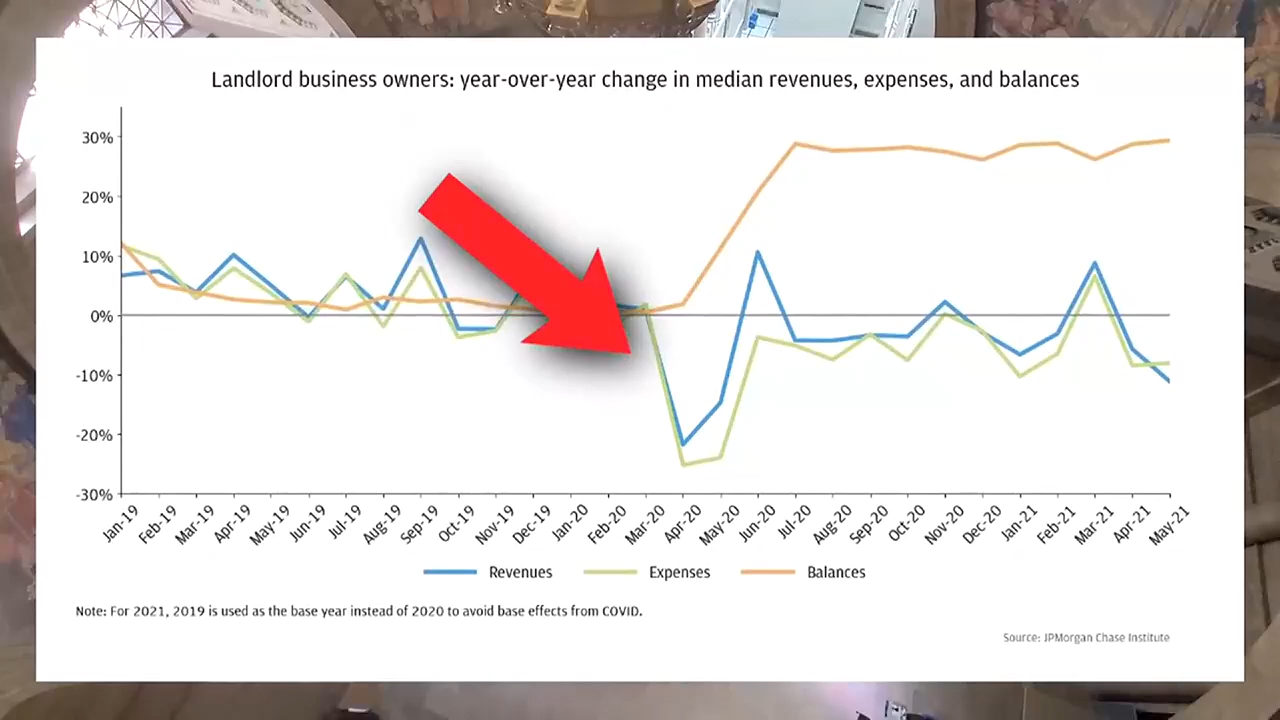 Landlord business owners: year-over-year change in median revenues, expenses, and balances
30%
20%
10%
0%
-10%
-20%
-30%
Jan-19
Feb-19
Mar-19
Apr-19
May-19
Jun-19
Jul-19
Aug-19
Sep-19
Oct-19
Nov-19
Dec-19
Jan-20
Feb-20
Mar-20
Apr-20
May-20
Jun-20
Jul-20
Aug-20
Sep-20
Oct-20
Nov-20
Dec-20
Jan-21
Feb-21
Mar-21
Apr-21
May-21
Revenues Expenses Balances
Note: For 2021, 2019 is used as the base year instead of 2020 to avoid base effects from COVID.
Source: JPMorgan Chase Institute